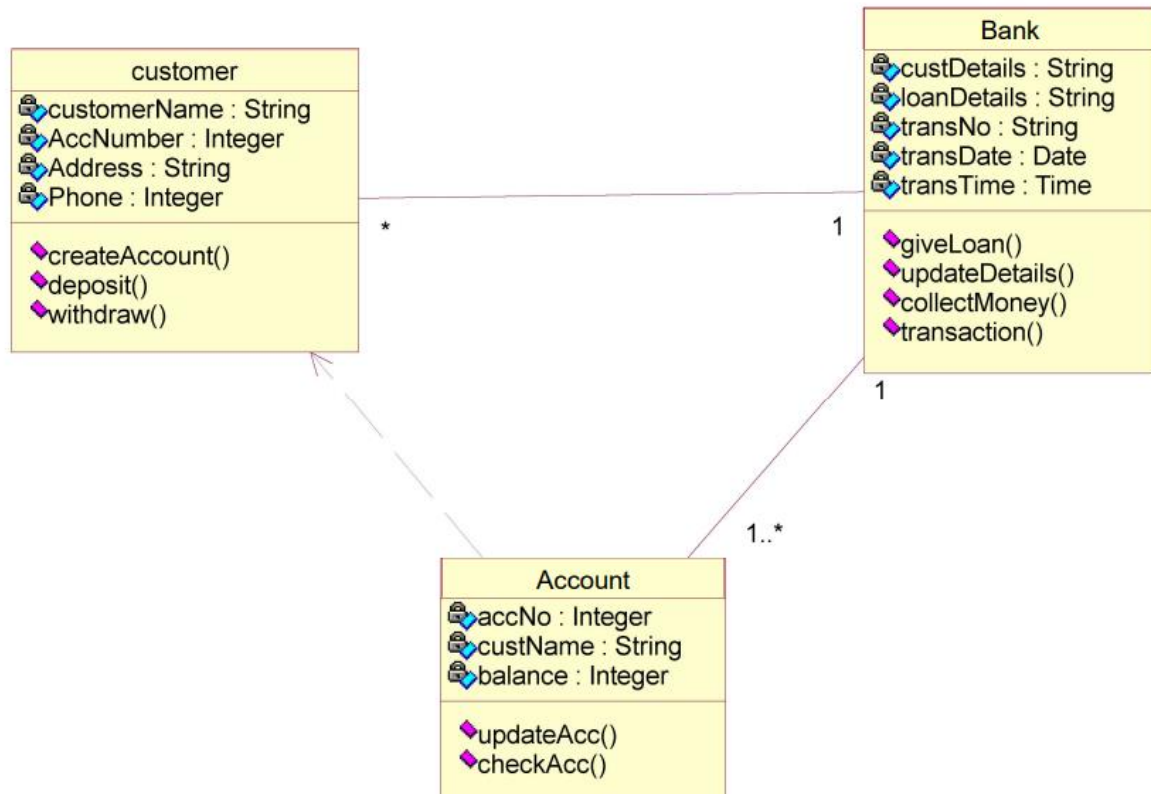 customer
customerName : String
AccNumber : Integer
Address : String
Phone : Integer
createAccount()
deposit()
withdraw()
*
1
Bank
custDetails : String
loanDetails : String
transNo : String
transDate : Date
transTime : Time
giveLoan()
updateDetails()
collectMoney()
transaction()
1
1..*
Account
accNo : Integer
custName : String
balance : Integer
updateAcc()
checkAcc()